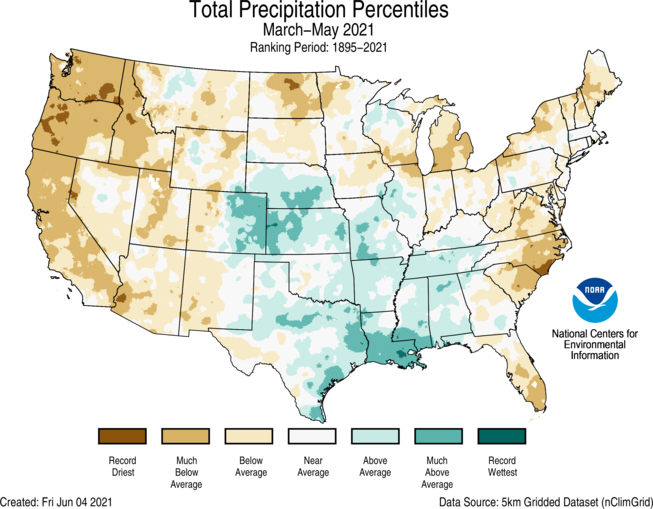 Total Precipitation Percentiles
March-May 2021
Ranking Period: 1895-2021
NOAA
National Centers for
Environmental
Information
Record
Driest
Much
Below
Average
Below
Average
Near
Average
Above
Average
Much
Above
Average
Record
Wettest
Created: Fri Jun 04 2021
Data Source: 5km Gridded Dataset (nClimGrid)